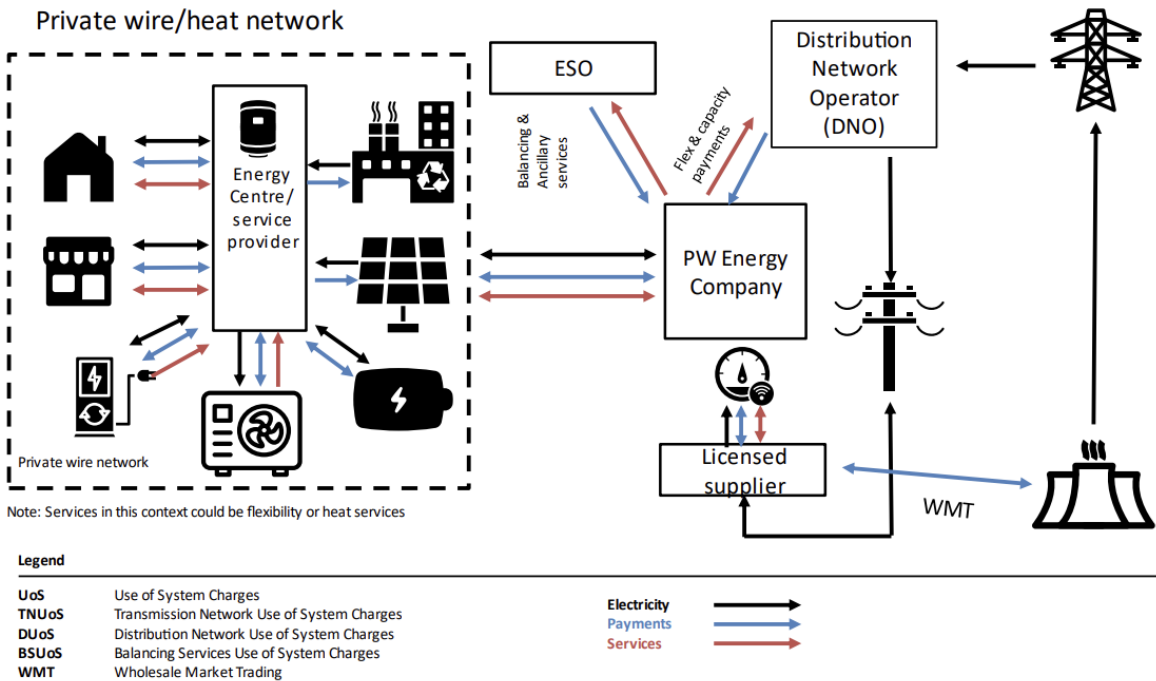 Private wire/heat network
ESO
Distribution
Network
Operator
(DNO)
Balancing &
Ancillary
services
Flex & capacity
payments
Energy
Centre/
service
provider
PW Energy
Company
Licensed
supplier
WMT
Private wire network
Note: Services in this context could be flexibility or heat services
Legend
UoS Use of System Charges
TNUoS Transmission Network Use of System Charges
DUoS Distribution Network Use of System Charges
BSUoS Balancing Services Use of System Charges
WMT Wholesale Market Trading
Electricity
Payments
Services